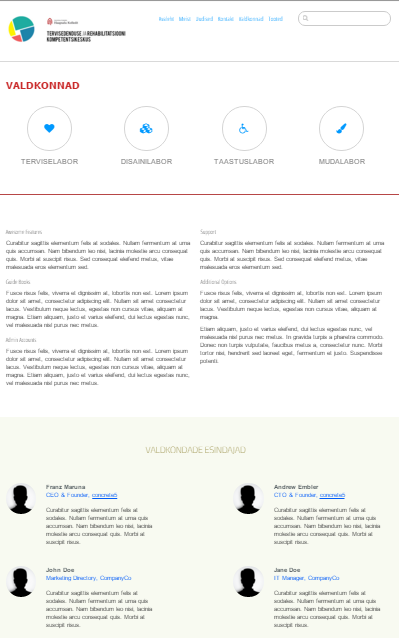 Avaleht Meist Uudised Kontakt Valdkonnad Tooted
TERVISEDENDUSE JA REHABILITATSIOONI
KOMPETENTSIKESKUS
VALDKONNAD
TERVISELABOR DISAINILABOR TAASTUSLABOR MUDALABOR
Awesome Features
Curabitur sagittis elementum felis at sodales. Nullam fermentum at urna
quis accumsan. Nam bibendum leo nisi, lacinia molestie arcu consequat
quis. Morbi at suscipit risus. Sed consequat eleifend metus, vitae
malesuada eros elementum sed.
Guide Books
Fusce risus felis, viverra et dignissim at, lobortis non est. Lorem ipsum
dolor sit amet, consectetur adipiscing elit. Nullam sit amet consectetur
lacus. Vestibulum neque lectus, egestas non cursus vitae, aliquam at
magna. Etiam aliquam, justo et varius eleifend, dui lectus egestas nunc,
vel malesuada nisl purus nec metus.
Add-on Accounts
Fusce risus felis, viverra et dignissim at, lobortis non est. Lorem ipsum
dolor sit amet, consectetur adipiscing elit. Nullam sit amet consectetur
lacus. Vestibulum neque lectus, egestas non cursus vitae, aliquam at
magna. Etiam aliquam, justo et varius eleifend, dui lectus egestas nunc,
vel malesuada nisl purus nec metus.
Support
Curabitur sagittis elementum felis at sodales. Nullam fermentum at urna
quis accumsan. Nam bibendum leo nisi, lacinia molestie arcu consequat
quis. Morbi at suscipit risus. Sed consequat eleifend metus, vitae
malesuada eros elementum sed.
Additional Options
Fusce risus felis, viverra et dignissim at, lobortis non est. Lorem ipsum
dolor sit amet, consectetur adipiscing elit. Nullam sit amet consectetur
lacus. Vestibulum neque lectus, egestas non cursus vitae, aliquam at
magna.
Etiam aliquam, justo et varius eleifend, dui lectus egestas nunc, vel
malesuada nisl purus nec metus. In gravida turpis a pharetra commodo.
Donec non turpis vulputate, faucibus metus a, consectetur nunc. Morbi
tortor nisi, hendrerit sed laoreet eget, fermentum et justo. Suspendisse
potenti.
VALDKONDADE ESINDAJAD
Franz Maruna
CEO & Founder, concrete5
Curabitur sagittis elementum felis at
sodales. Nullam fermentum at urna quis
accumsan. Nam bibendum leo nisi, lacinia
molestie arcu consequat quis. Morbi at
suscipit risus.
Andrew Embler
CTO & Founder, concrete5
Curabitur sagittis elementum felis at
sodales. Nullam fermentum at urna quis
accumsan. Nam bibendum leo nisi, lacinia
molestie arcu consequat quis. Morbi at
suscipit risus.
John Doe
Marketing Directory, CompanyCo
Curabitur sagittis elementum felis at
sodales. Nullam fermentum at urna quis
accumsan. Nam bibendum leo nisi, lacinia
molestie arcu consequat quis. Morbi at
suscipit risus.
Jane Doe
IT Manager, CompanyCo
Curabitur sagittis elementum felis at
sodales. Nullam fermentum at urna quis
accumsan. Nam bibendum leo nisi, lacinia
molestie arcu consequat quis. Morbi at
suscipit risus.